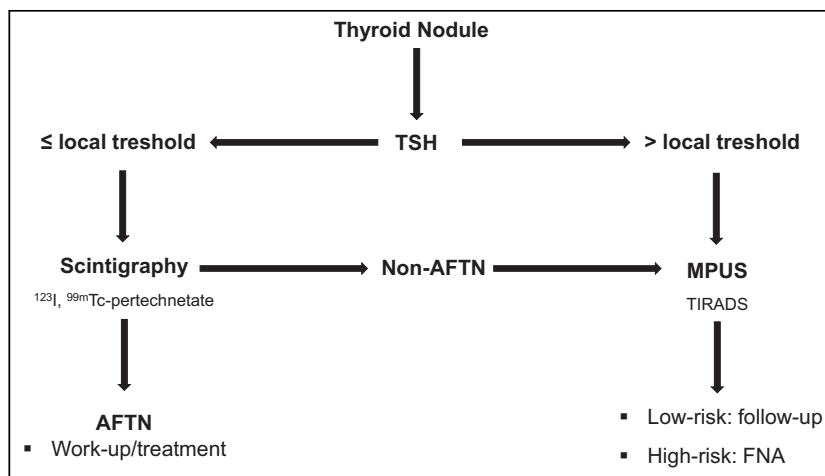 Thyroid Nodule
≤ local treshold
TSH
> local treshold
Scintigraphy
Non-AFTN
MPUS
¹²³I, ⁹⁹ᵐTc-pertechnetate
TIRADS
AFTN
▪ Work-up/treatment
▪ Low-risk: follow-up
▪ High-risk: FNA